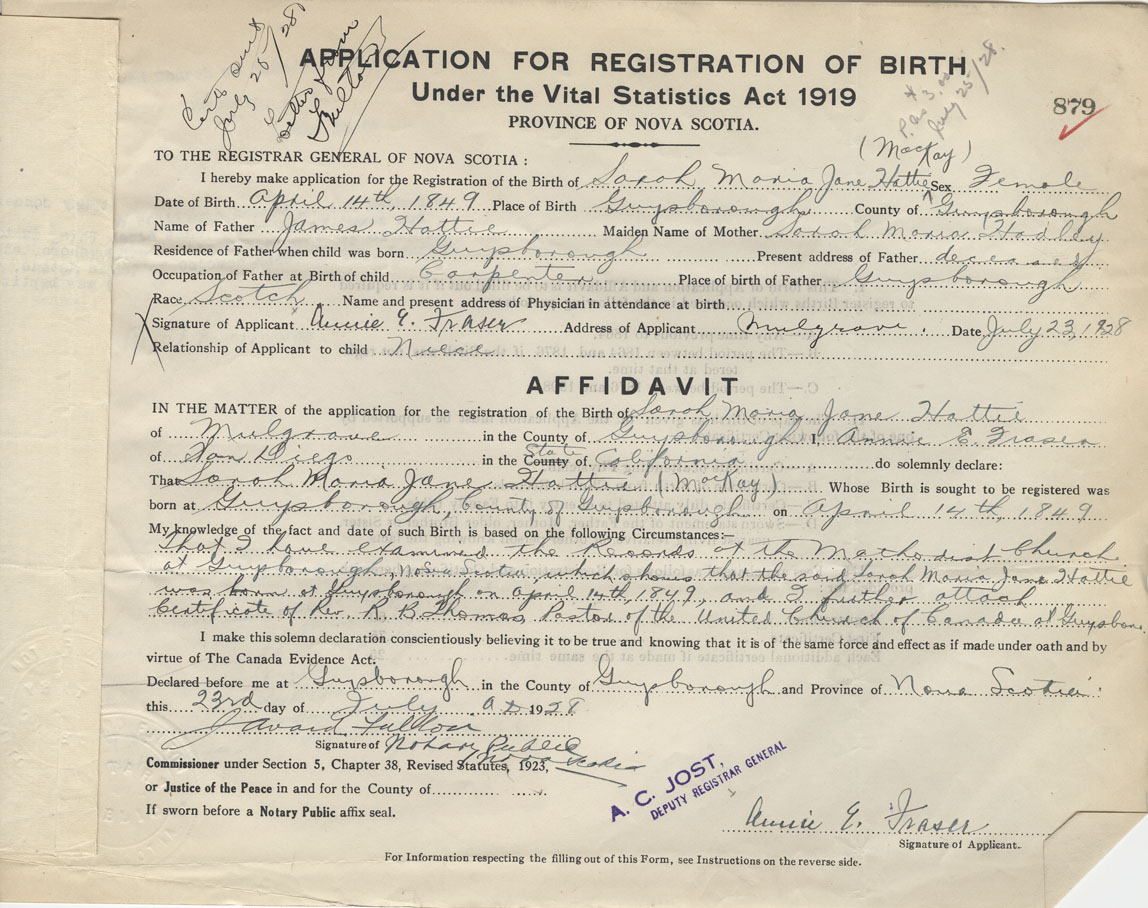 Cert sent
July 25/28
Letter from
Fulton
APPLICATION FOR REGISTRATION OF BIRTH
Under the Vital Statistics Act 1919
PROVINCE OF NOVA SCOTIA.
July 25/28.
879
(MacKay)
TO THE REGISTRAR GENERAL OF NOVA SCOTIA :
I hereby make application for the Registration of the Birth of Sarah Maria Jane Hattie Sex Female
Date of Birth April 14th, 1849 Place of Birth Guysborough County of Guysborough
Name of Father James Hattie Maiden Name of Mother Sarah Maria Hadley
Residence of Father when child was born Guysborough Present address of Father deceased
Occupation of Father at Birth of child Carpenter Place of birth of Father Guysborough
Race Scotch Name and present address of Physician in attendance at birth
X Signature of Applicant Annie E. Fraser Address of Applicant Mulgrave. Date July 23, 1928
Relationship of Applicant to child Niece
AFFIDAVIT
IN THE MATTER of the application for the registration of the Birth of Sarah Maria Jane Hattie
of Mulgrave in the County of Guysborough I Annie E. Fraser
of San Diego in the County of State California do solemnly declare:
That Sarah Maria Jane Hattie (MacKay) Whose Birth is sought to be registered was
born at Guysborough, County of Guysborough on April 14th, 1849
My knowledge of the fact and date of such Birth is based on the following Circumstances:—
That I have examined the Records of the Methodist Church
at Guysborough, Nova Scotia, which shows that the said Sarah Maria Jane Hattie
was born at Guysborough on April 14th, 1849, and I further attach
Certificate of Rev. R. B. Thomas Pastor of the United Church of Canada at Guysboro
I make this solemn declaration conscientiously believing it to be true and knowing that it is of the same force and effect as if made under oath and by
virtue of The Canada Evidence Act.
Declared before me at Guysborough in the County of Guysborough and Province of Nova Scotia.
this 23rd day of July A D 1928
Fulton
Signature of Notary Public
Nova Scotia
Commissioner under Section 5, Chapter 38, Revised Statutes, 1923,
or Justice of the Peace in and for the County of
If sworn before a Notary Public affix seal.
A. C. JOST,
DEPUTY REGISTRAR GENERAL
Annie E. Fraser
Signature of Applicant.
For Information respecting the filling out of this Form, see Instructions on the reverse side.